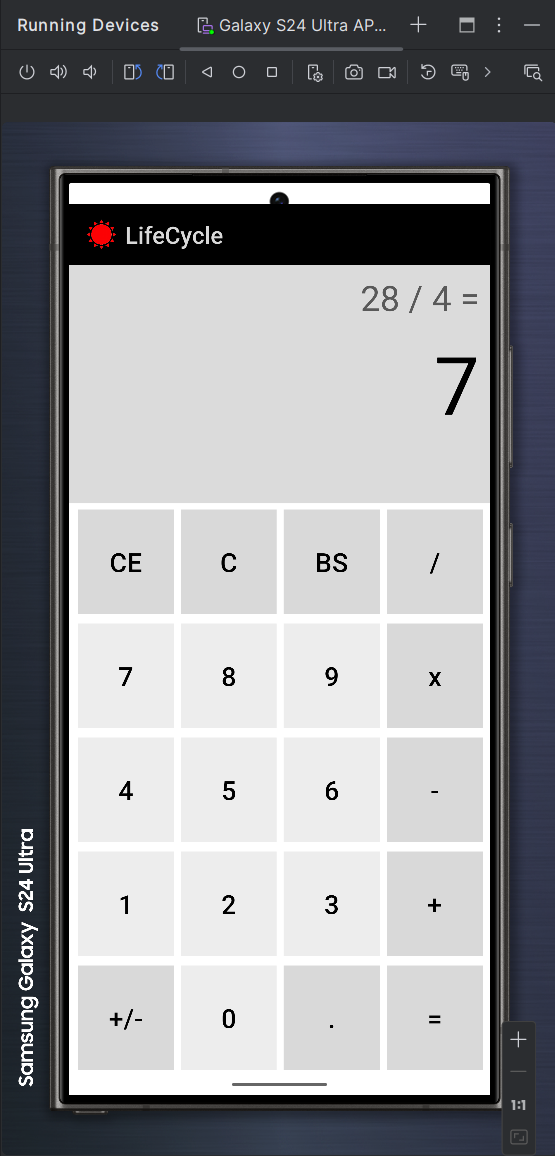 Running Devices
Galaxy S24 Ultra AP...
LifeCycle
28 / 4 =
7
CE C BS /
7 8 9 x
4 5 6 -
1 2 3 +
+/- 0 . =
Samsung Galaxy S24 Ultra
1:1